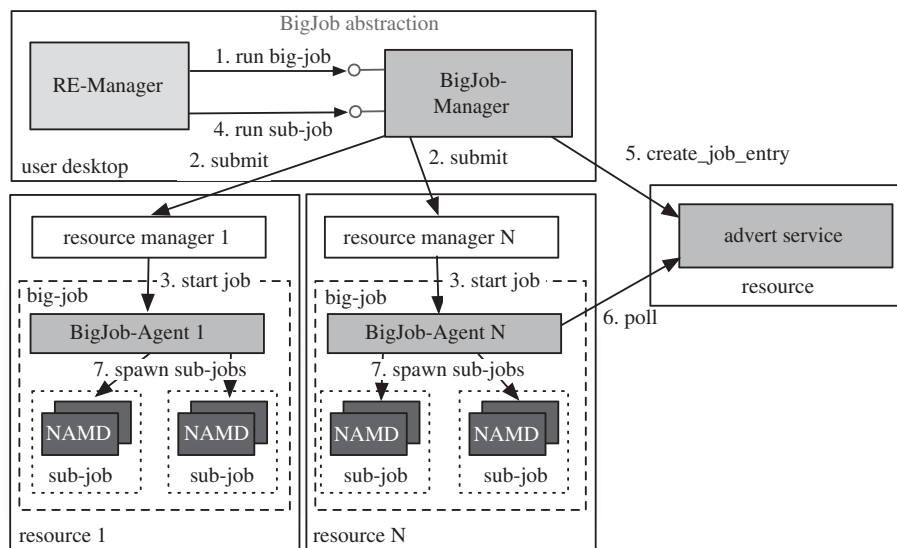 BigJob abstraction
1. run big-job
RE-Manager
BigJob-
Manager
4. run sub-job
user desktop
2. submit
2. submit
5. create_job_entry
resource manager 1
resource manager N
advert service
resource
3. start job
3. start job
big-job
big-job
BigJob-Agent 1
BigJob-Agent N
6. poll
7. spawn sub-jobs
7. spawn sub-jobs
NAMD
NAMD
NAMD
NAMD
sub-job
sub-job
sub-job
sub-job
resource 1
resource N